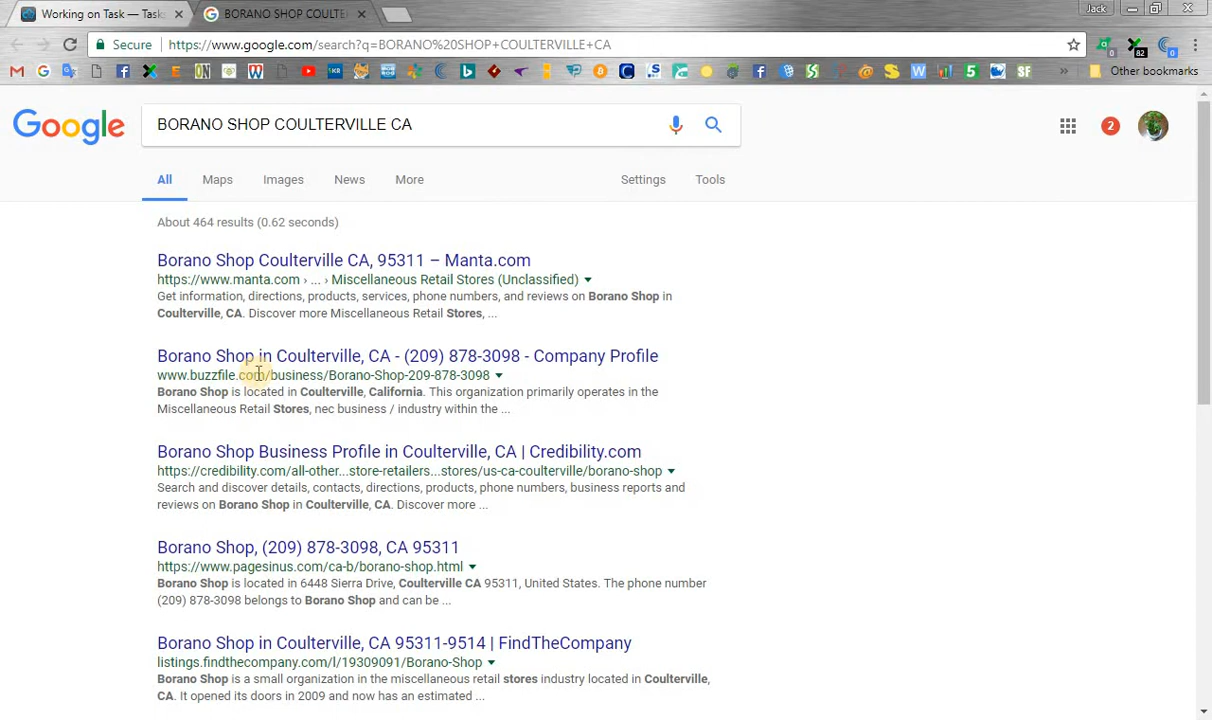 Working on Task — Task
BORANO SHOP COULTE
Jack
Secure
https://www.google.com/search?q=BORANO%20SHOP+COULTERVILLE+CA
0
82
0
Other bookmarks
Google
BORANO SHOP COULTERVILLE CA
2
All
Maps
Images
News
More
Settings
Tools
About 464 results (0.62 seconds)
Borano Shop Coulterville CA, 95311 – Manta.com
https://www.manta.com › ... › Miscellaneous Retail Stores (Unclassified)
Get information, directions, products, services, phone numbers, and reviews on Borano Shop in
Coulterville, CA. Discover more Miscellaneous Retail Stores, ...
Borano Shop in Coulterville, CA - (209) 878-3098 - Company Profile
www.buzzfile.com/business/Borano-Shop-209-878-3098
Borano Shop is located in Coulterville, California. This organization primarily operates in the
Miscellaneous Retail Stores, nec business / industry within the ...
Borano Shop Business Profile in Coulterville, CA | Credibility.com
https://credibility.com/all-other...store-retailers...stores/us-ca-coulterville/borano-shop
Search and discover details, contacts, directions, products, phone numbers, business reports and
reviews on Borano Shop in Coulterville, CA. Discover more ...
Borano Shop, (209) 878-3098, CA 95311
https://www.pagesinus.com/ca-b/borano-shop.html
Borano Shop is located in 6448 Sierra Drive, Coulterville CA 95311, United States. The phone number
(209) 878-3098 belongs to Borano Shop and can be ...
Borano Shop in Coulterville, CA 95311-9514 | FindTheCompany
listings.findthecompany.com/l/19309091/Borano-Shop
Borano Shop is a small organization in the miscellaneous retail stores industry located in Coulterville,
CA. It opened its doors in 2009 and now has an estimated ...